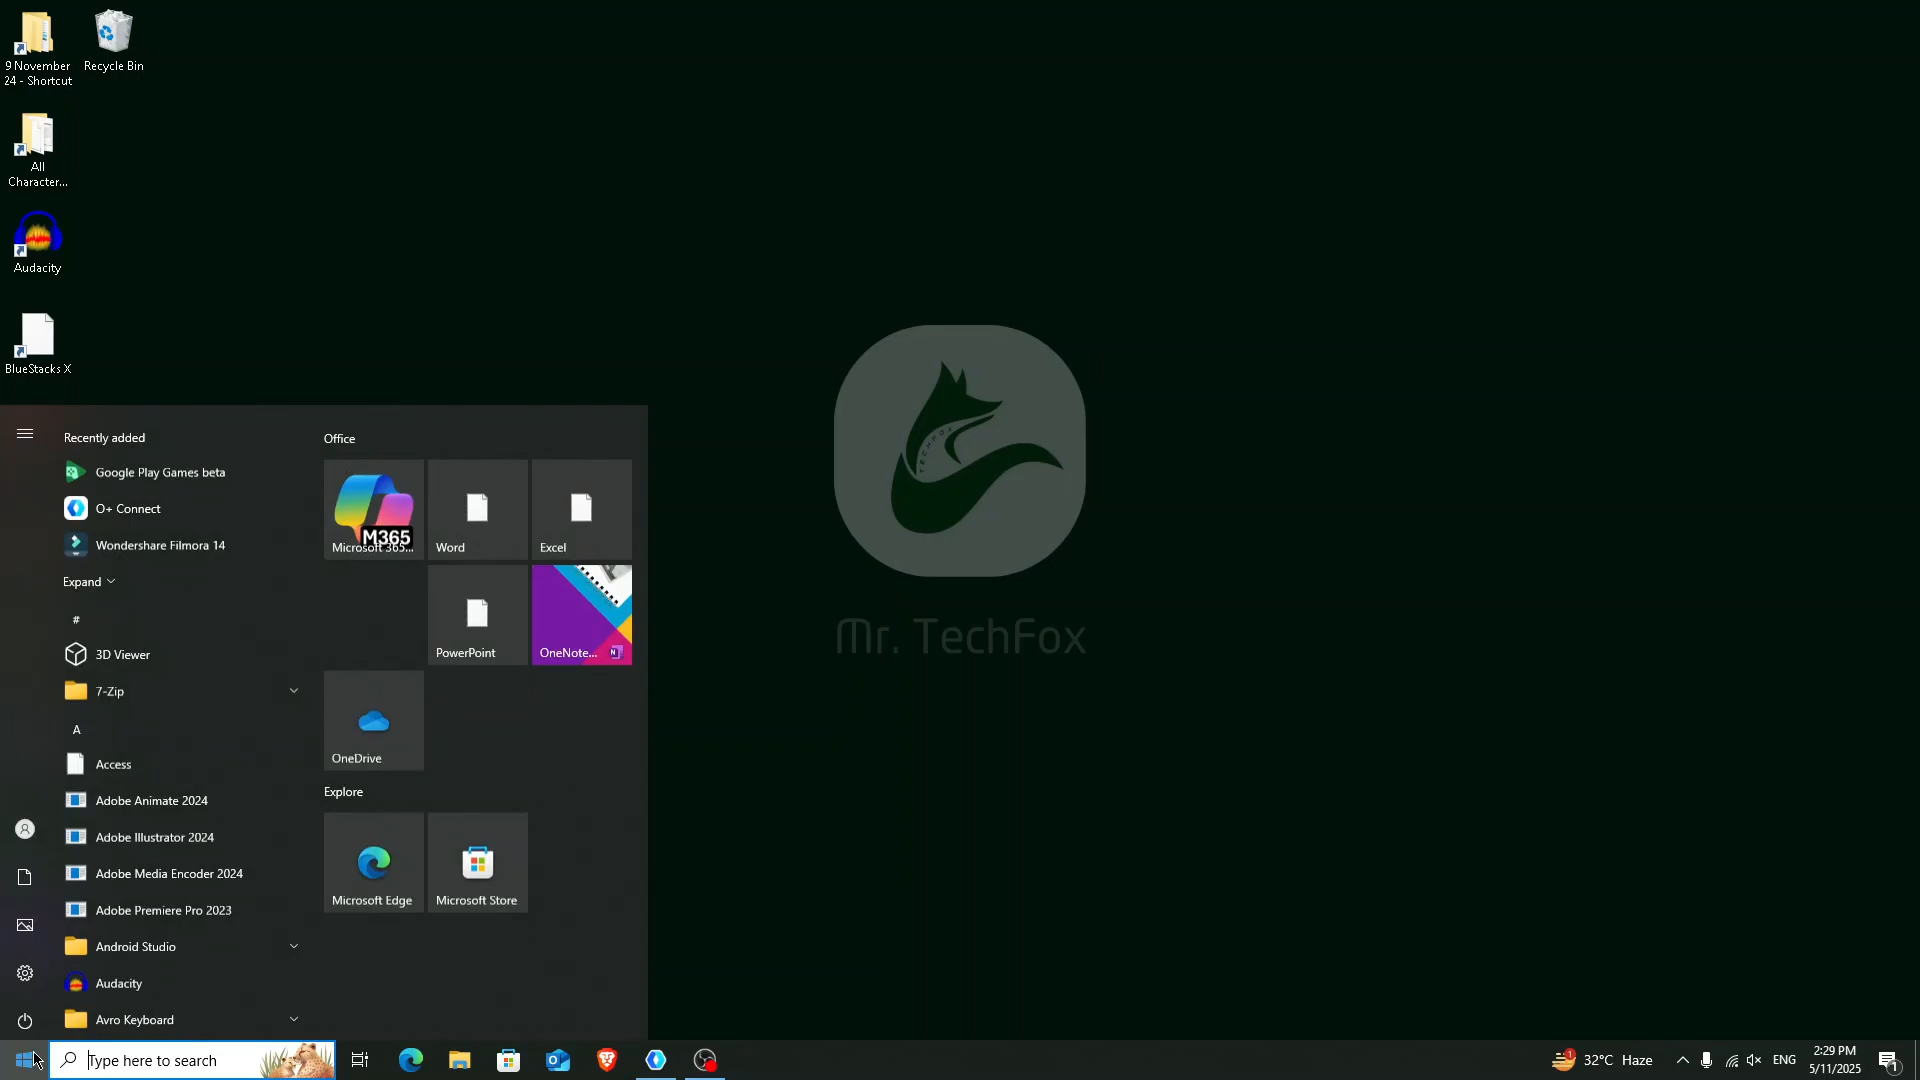 9 November
24 - Shortcut
Recycle Bin
All
Character...
Audacity
BlueStacks X
TECHFOX
Mr. TechFox
Recently added
Google Play Games beta
O+ Connect
Wondershare Filmora 14
Expand
#
3D Viewer
7-Zip
A
Access
Adobe Animate 2024
Adobe Illustrator 2024
Adobe Media Encoder 2024
Adobe Premiere Pro 2023
Android Studio
Audacity
Avro Keyboard
Office
M365
Microsoft 365...
Word
Excel
PowerPoint
OneNote...
N
OneDrive
Explore
Microsoft Edge
Microsoft Store
Type here to search
1
32°C Haze
ENG
2:29 PM
5/11/2025
1